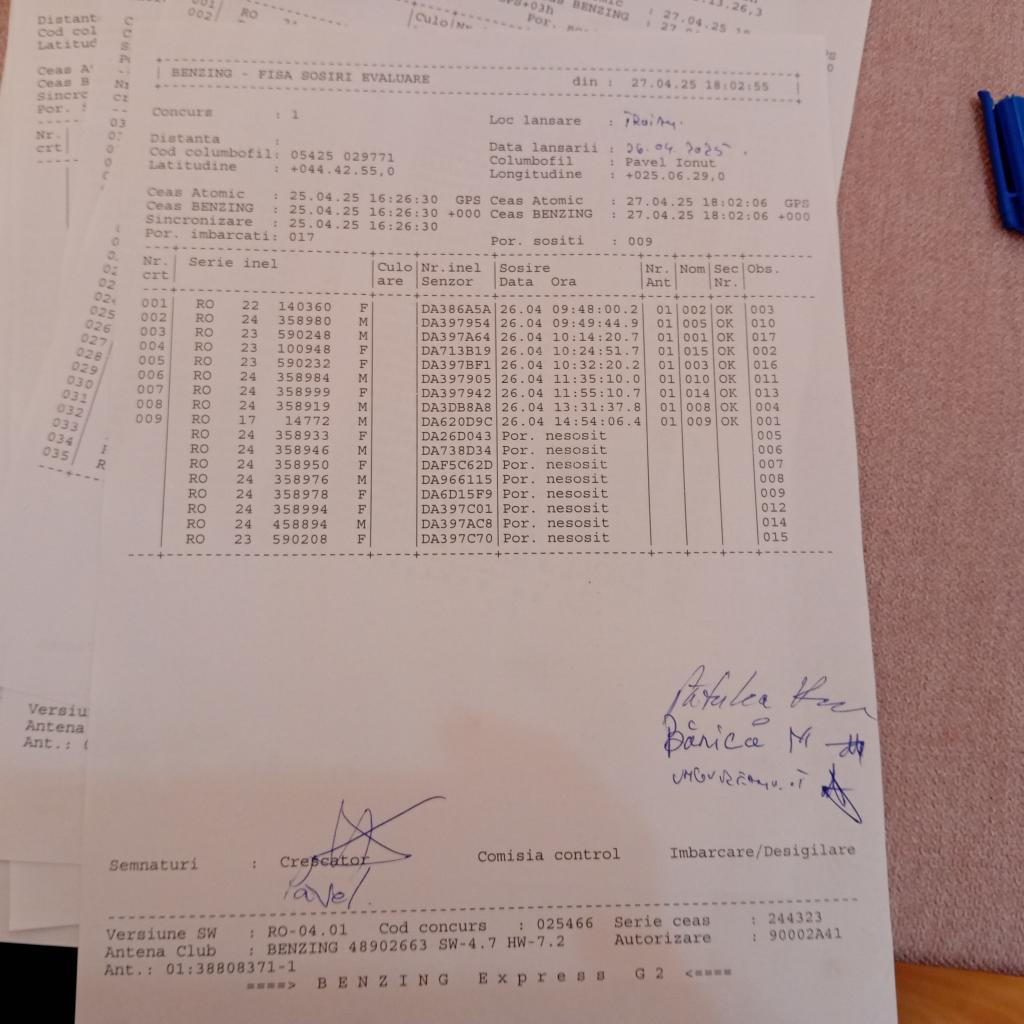 BENZING - FISA SOSIRI EVALUARE din : 27.04.25 18:02:55
Concurs : 1 Loc lansare :
Distanta : Data lansarii : 26.04.2025.
Cod columbofil: 05425 029771 Columbofil : Pavel Ionut
Latitudine : +044.42.55,0 Longitudine : +025.06.29,0
Ceas Atomic : 25.04.25 16:26:30 GPS Ceas Atomic : 27.04.25 18:02:06 GPS
Ceas BENZING : 25.04.25 16:26:30 +000 Ceas BENZING : 27.04.25 18:02:06 +000
Sincronizare : 25.04.25 16:26:30
Por. imbarcati: 017 Por. sositi : 009
Nr. Serie inel Culo Nr.inel Sosire Nr. Nom Sec Obs.
crt are Senzor Data Ora Ant Nr.
001 RO 22 140360 F DA386A5A 26.04 09:48:00.2 01 002 OK 003
002 RO 24 358980 M DA397954 26.04 09:49:44.9 01 005 OK 010
003 RO 23 590248 M DA397A64 26.04 10:14:20.7 01 001 OK 017
004 RO 23 100948 F DA713B19 26.04 10:24:51.7 01 015 OK 002
005 RO 23 590232 F DA397BF1 26.04 10:32:20.2 01 003 OK 016
006 RO 24 358984 M DA397905 26.04 11:35:10.0 01 010 OK 011
007 RO 24 358999 F DA397942 26.04 11:55:10.7 01 014 OK 013
008 RO 24 358919 M DA3DB8A8 26.04 13:31:37.8 01 008 OK 004
009 RO 17 14772 M DA620D9C 26.04 14:54:06.4 01 009 OK 001
RO 24 358933 F DA26D043 Por. nesosit 005
RO 24 358946 M DA738D34 Por. nesosit 006
RO 24 358950 F DAF5C62D Por. nesosit 007
RO 24 358976 M DA966115 Por. nesosit 008
RO 24 358978 F DA6D15F9 Por. nesosit 009
RO 24 358994 F DA397C01 Por. nesosit 012
RO 24 458894 M DA397AC8 Por. nesosit 014
RO 23 590208 F DA397C70 Por. nesosit 015
Bănică M
Semnaturi : Crescator Comisia control Imbarcare/Desigilare
Pavel
Versiune SW : RO-04.01 Cod concurs : 025466 Serie ceas : 244323
Antena Club : BENZING 48902663 SW-4.7 HW-7.2 Autorizare : 90002A41
Ant.: 01:38808371-1
====> B E N Z I N G E x p r e s s G 2 <====